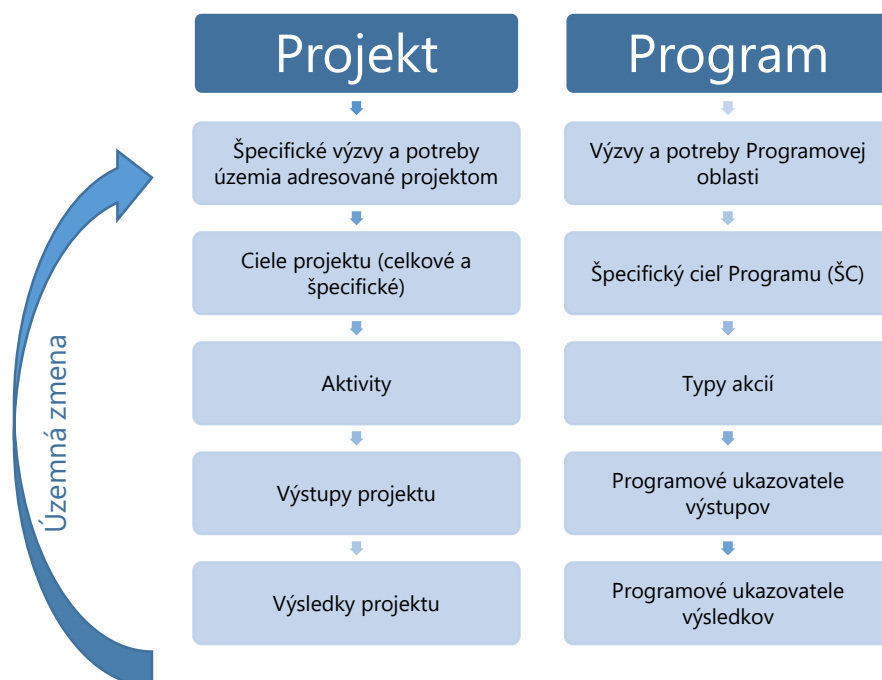 Projekt
Špecifické výzvy a potreby
územia adresované projektom
Ciele projektu (celkové a
špecifické)
Aktivity
Výstupy projektu
Výsledky projektu
Program
Výzvy a potreby Programovej
oblasti
Špecifický cieľ Programu (ŠC)
Typy akcií
Programové ukazovatele
výstupov
Programové ukazovatele
výsledkov
Územná zmena